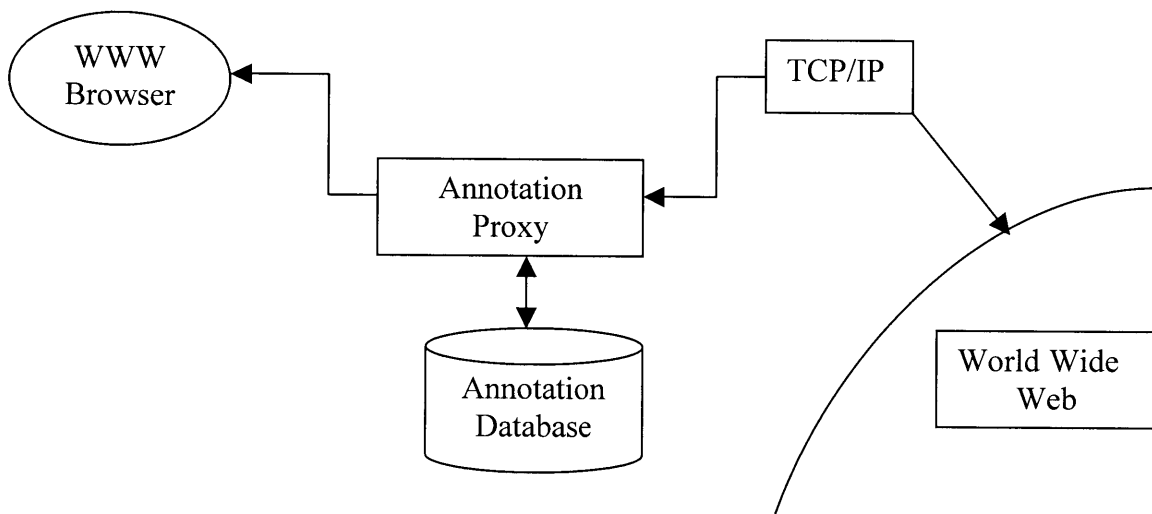 WWW
Browser
TCP/IP
Annotation
Proxy
Annotation
Database
World Wide
Web